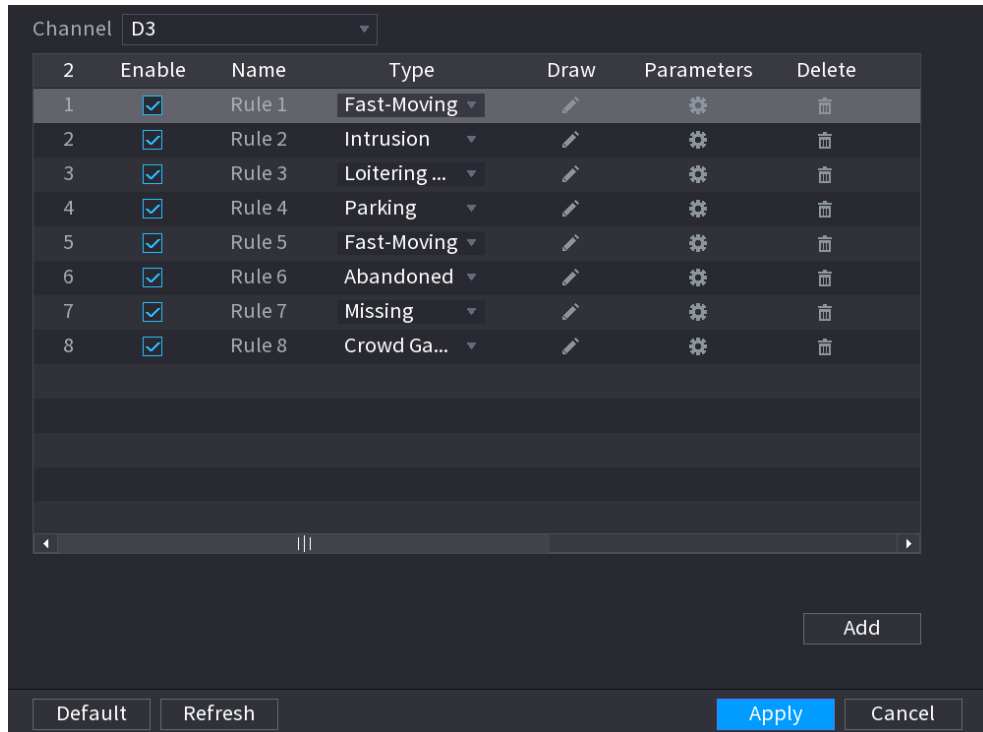 Channel D3
2 Enable Name Type Draw Parameters Delete
1 Rule 1 Fast-Moving
2 Rule 2 Intrusion
3 Rule 3 Loitering ...
4 Rule 4 Parking
5 Rule 5 Fast-Moving
6 Rule 6 Abandoned
7 Rule 7 Missing
8 Rule 8 Crowd Ga...
Add
Default Refresh Apply Cancel